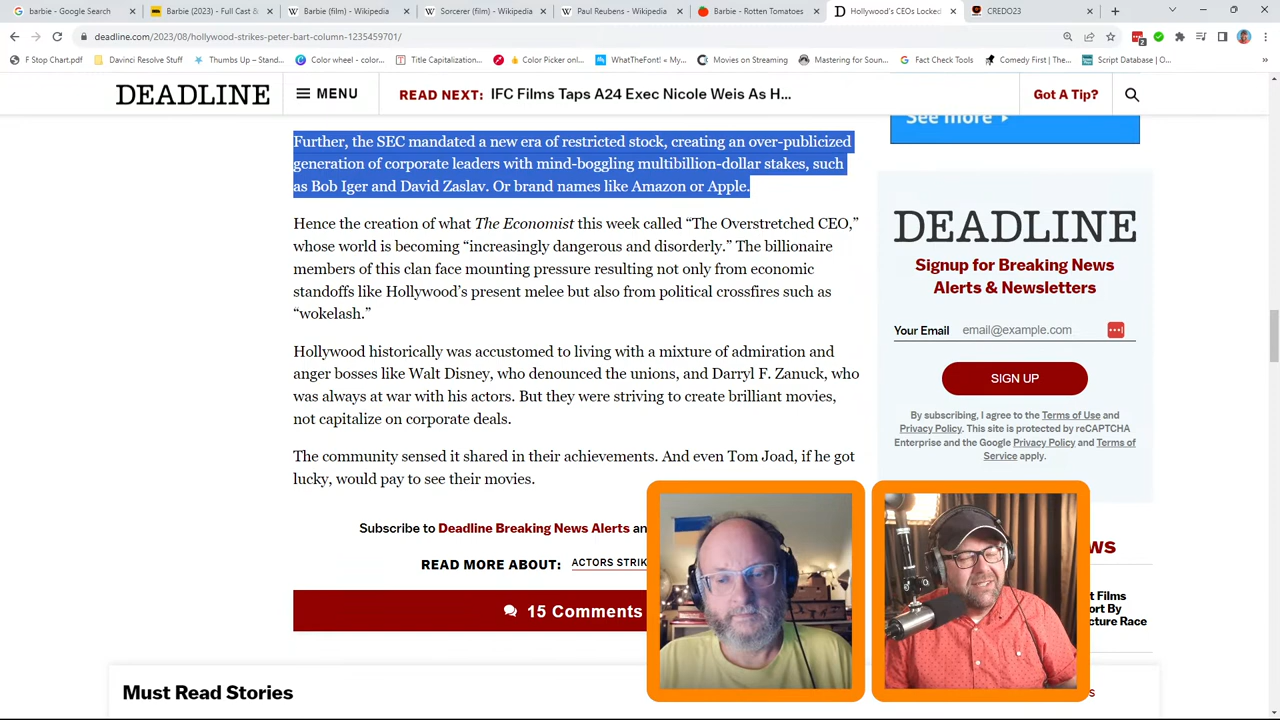 barbie - Google Search
Barbie (2023) - Full Cast &
Barbie (film) - Wikipedia
Sorcerer (film) - Wikipedia
Paul Reubens - Wikipedia
Barbie - Rotten Tomatoes
Hollywood's CEOs Locked
CREDO23
deadline.com/2023/08/hollywood-strikes-peter-bart-column-1235459701/
F Stop Chart.pdf
Davinci Resolve Stuff
Thumbs Up – Stand...
Color wheel - color...
Title Capitalization...
Color Picker onl...
WhatTheFont! « My...
Movies on Streaming
Mastering for Soun...
Fact Check Tools
Comedy First | The...
Script Database | O...
DEADLINE
MENU
READ NEXT: IFC Films Taps A24 Exec Nicole Weis As H...
Got A Tip?
Further, the SEC mandated a new era of restricted stock, creating an over-publicized
generation of corporate leaders with mind-boggling multibillion-dollar stakes, such
as Bob Iger and David Zaslav. Or brand names like Amazon or Apple.
Hence the creation of what The Economist this week called “The Overstretched CEO,”
whose world is becoming “increasingly dangerous and disorderly.” The billionaire
members of this clan face mounting pressure resulting not only from economic
standoffs like Hollywood’s present melee but also from political crossfires such as
“wokelash.”
Hollywood historically was accustomed to living with a mixture of admiration and
anger bosses like Walt Disney, who denounced the unions, and Darryl F. Zanuck, who
was always at war with his actors. But they were striving to create brilliant movies,
not capitalize on corporate deals.
The community sensed it shared in their achievements. And even Tom Joad, if he got
lucky, would pay to see their movies.
Subscribe to Deadline Breaking News Alerts an
READ MORE ABOUT: ACTORS STRIK
15 Comments
Must Read Stories
See more
DEADLINE
Signup for Breaking News
Alerts & Newsletters
Your Email
email@example.com
SIGN UP
By subscribing, I agree to the Terms of Use and
Privacy Policy. This site is protected by reCAPTCHA
Enterprise and the Google Privacy Policy and Terms of
Service apply.
WS
t Films
ort By
cture Race